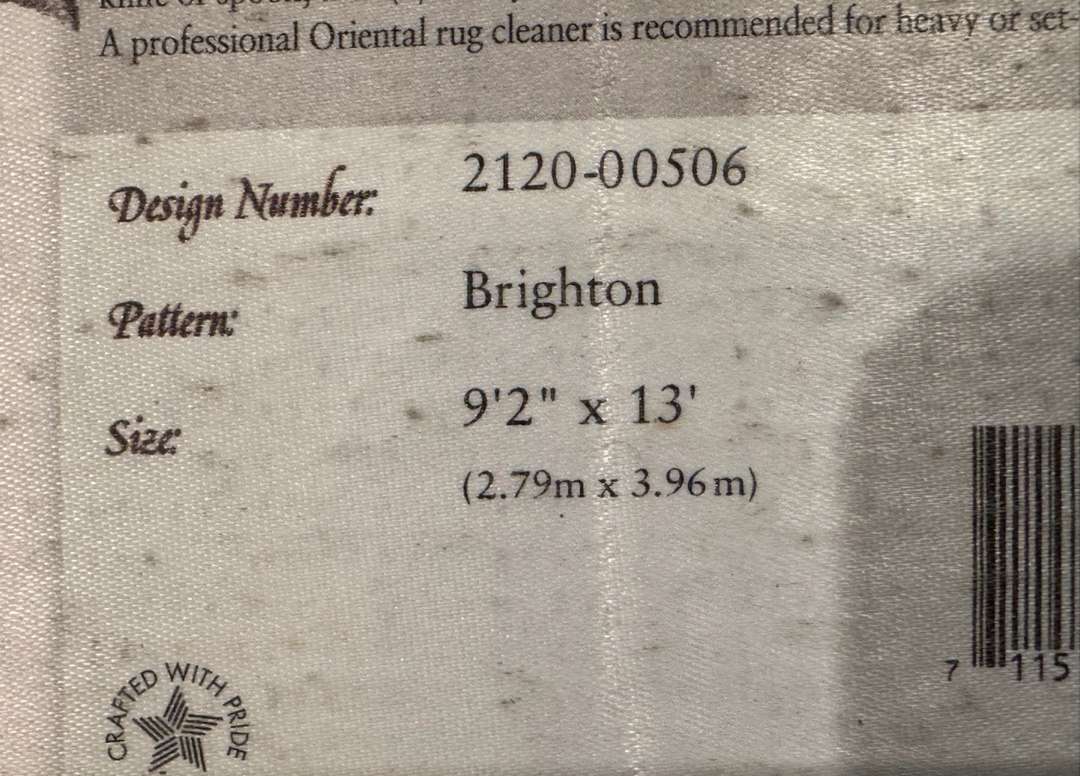 A professional Oriental rug cleaner is recommended for heavy or set-
Design Number: 2120-00506
Pattern: Brighton
Size: 9'2" x 13'
(2.79m x 3.96m)
7 115
CRAFTED WITH PRIDE